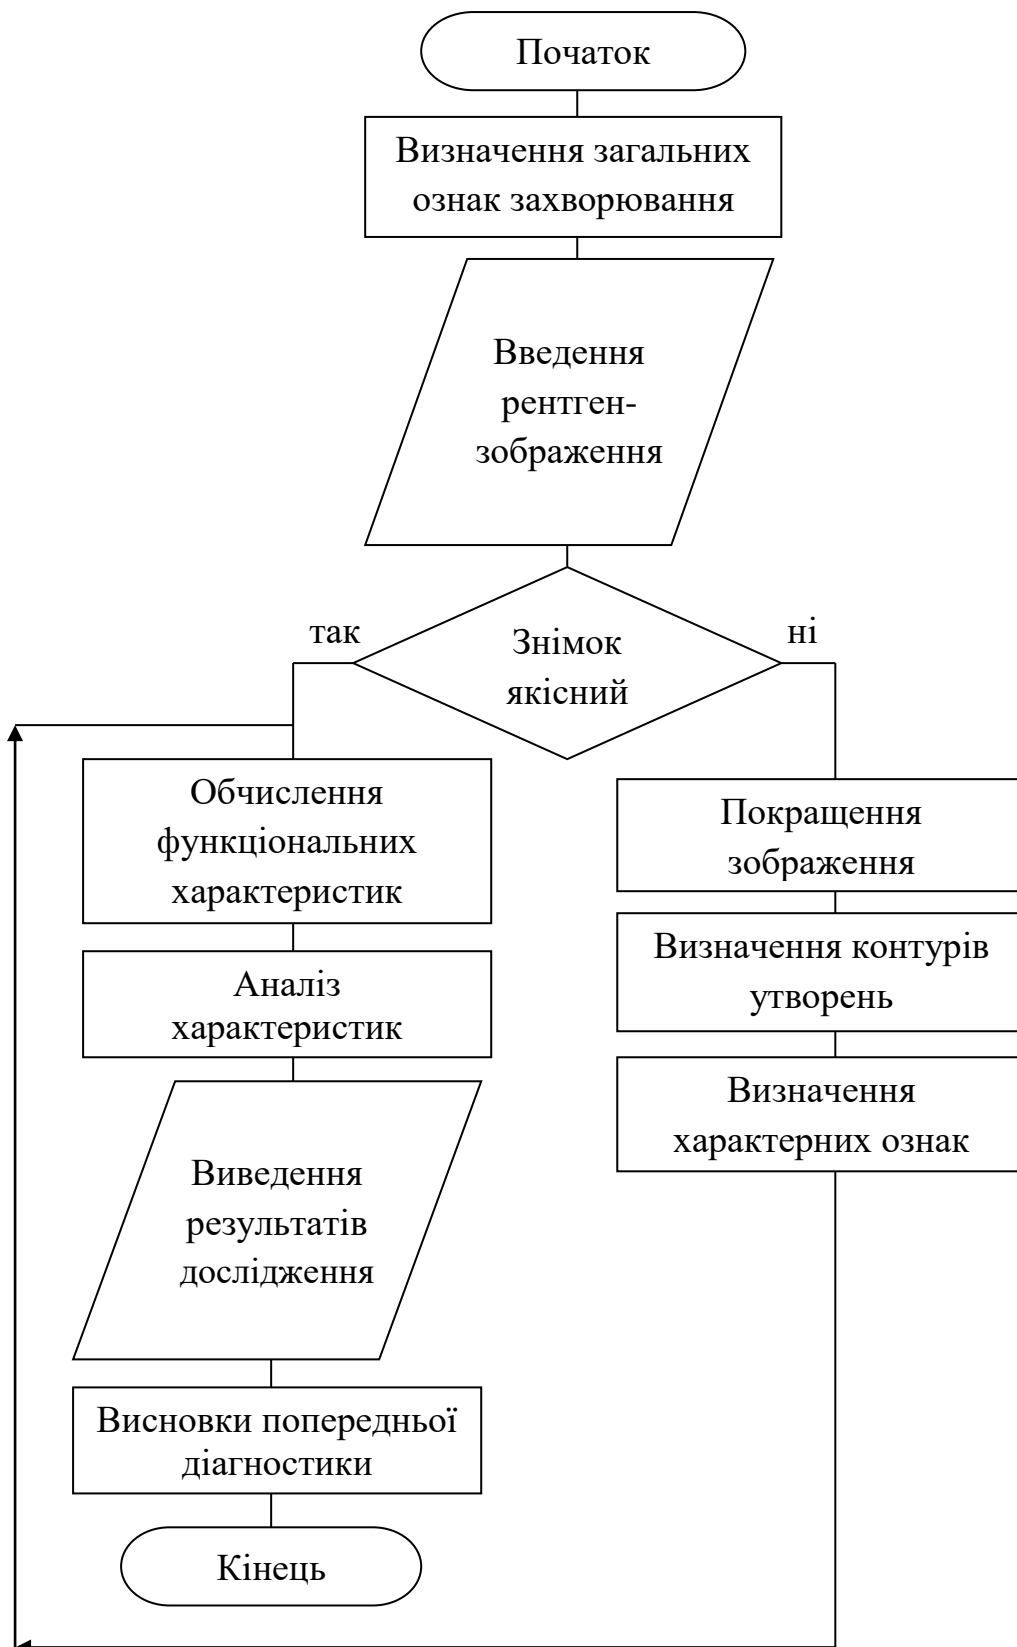 Початок
Визначення загальних
ознак захворювання
Введення
рентген-
зображення
так
ні
Знімок
якісний
Обчислення
функціональних
характеристик
Аналіз
характеристик
Виведення
результатів
дослідження
Висновки попередньої
діагностики
Кінець
Покращення
зображення
Визначення контурів
утворень
Визначення
характерних ознак